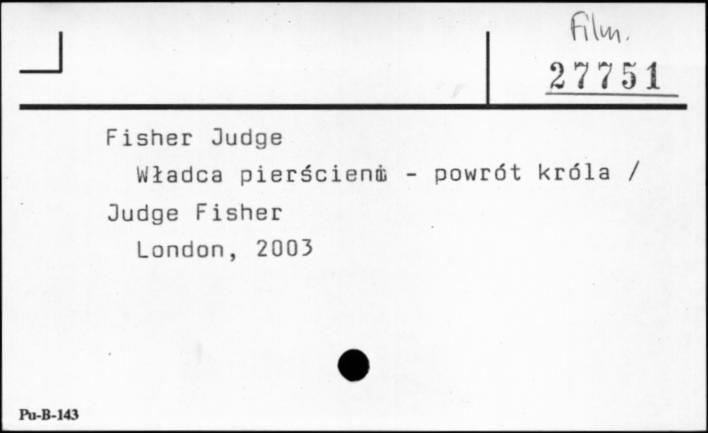 Film.
27751
Fisher Judge
Władca pierścieni - powrót króla /
Judge Fisher
London, 2003
Pu-B-143